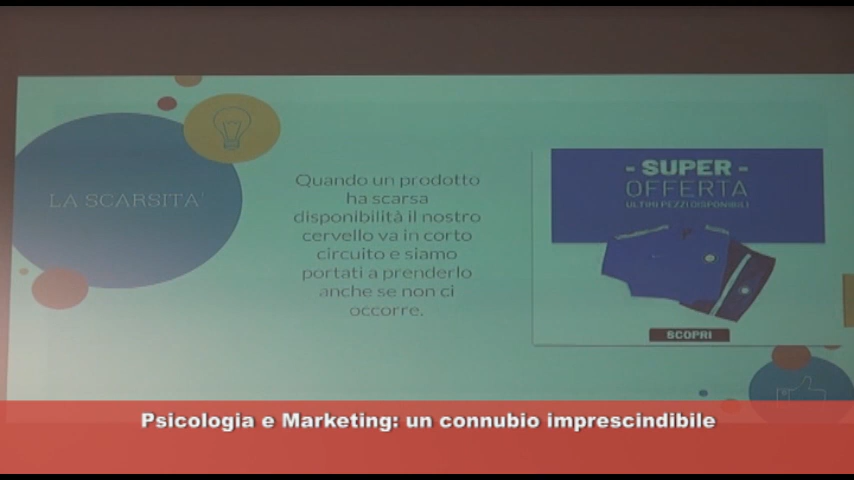 LA SCARSITA'
Quando un prodotto
ha scarsa
disponibilità il nostro
cervello va in corto
circuito e siamo
portati a prenderlo
anche se non ci
occorre.
- SUPER -
OFFERTA
ULTIMI PEZZI DISPONIBILI
SCOPRI
Psicologia e Marketing: un connubio imprescindibile